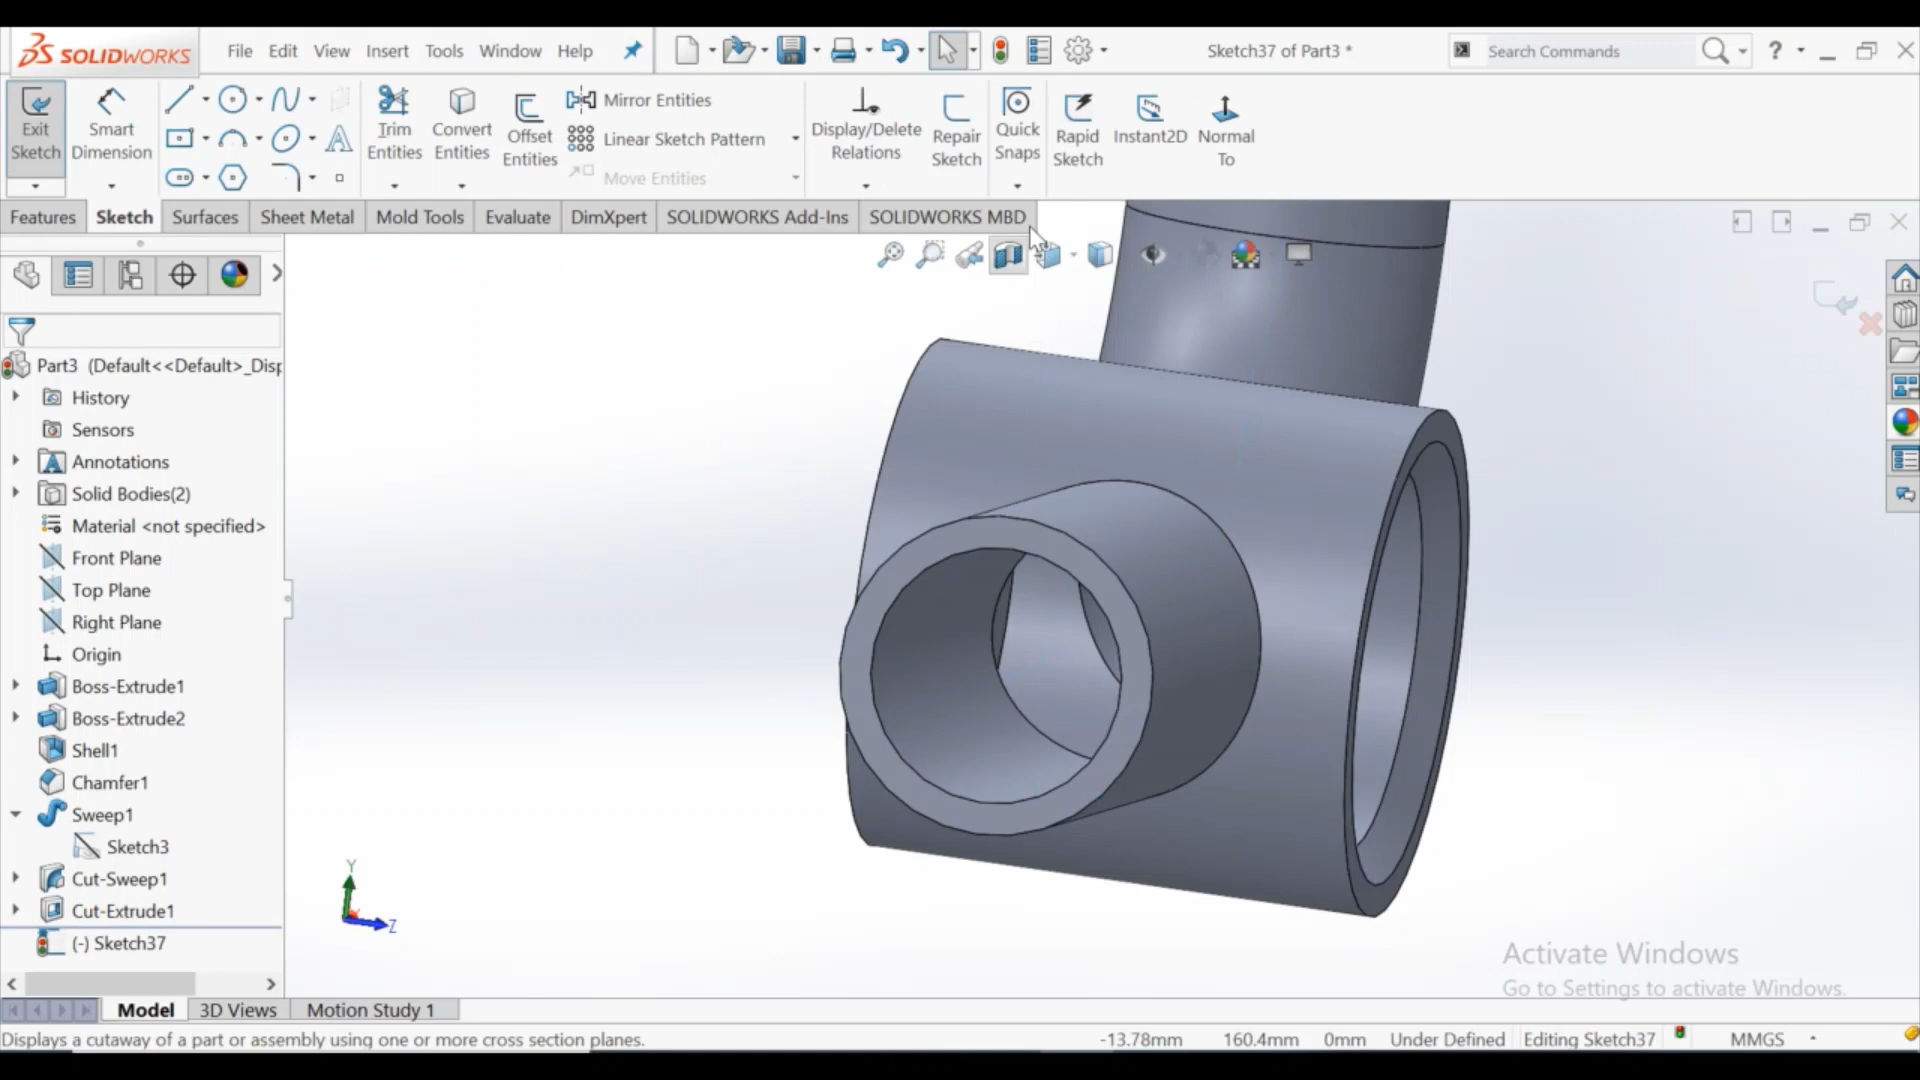 SOLIDWORKS File Edit View Insert Tools Window Help Sketch37 of Part3 * Search Commands ?
Exit Sketch
Smart Dimension
Trim Entities
Convert Entities
Offset Entities
Mirror Entities
Linear Sketch Pattern
Move Entities
Display/Delete Relations
Repair Sketch
Quick Snaps
Rapid Sketch
Instant2D
Normal To
Features Sketch Surfaces Sheet Metal Mold Tools Evaluate DimXpert SOLIDWORKS Add-Ins SOLIDWORKS MBD
Part3 (Default<<Default>_Disp
History
Sensors
Annotations
Solid Bodies(2)
Material <not specified>
Front Plane
Top Plane
Right Plane
Origin
Boss-Extrude1
Boss-Extrude2
Shell1
Chamfer1
Sweep1
Sketch3
Cut-Sweep1
Cut-Extrude1
(-) Sketch37
Y
Z
Activate Windows
Go to Settings to activate Windows.
Model 3D Views Motion Study 1
Displays a cutaway of a part or assembly using one or more cross section planes. -13.78mm 160.4mm 0mm Under Defined Editing Sketch37 MMGS